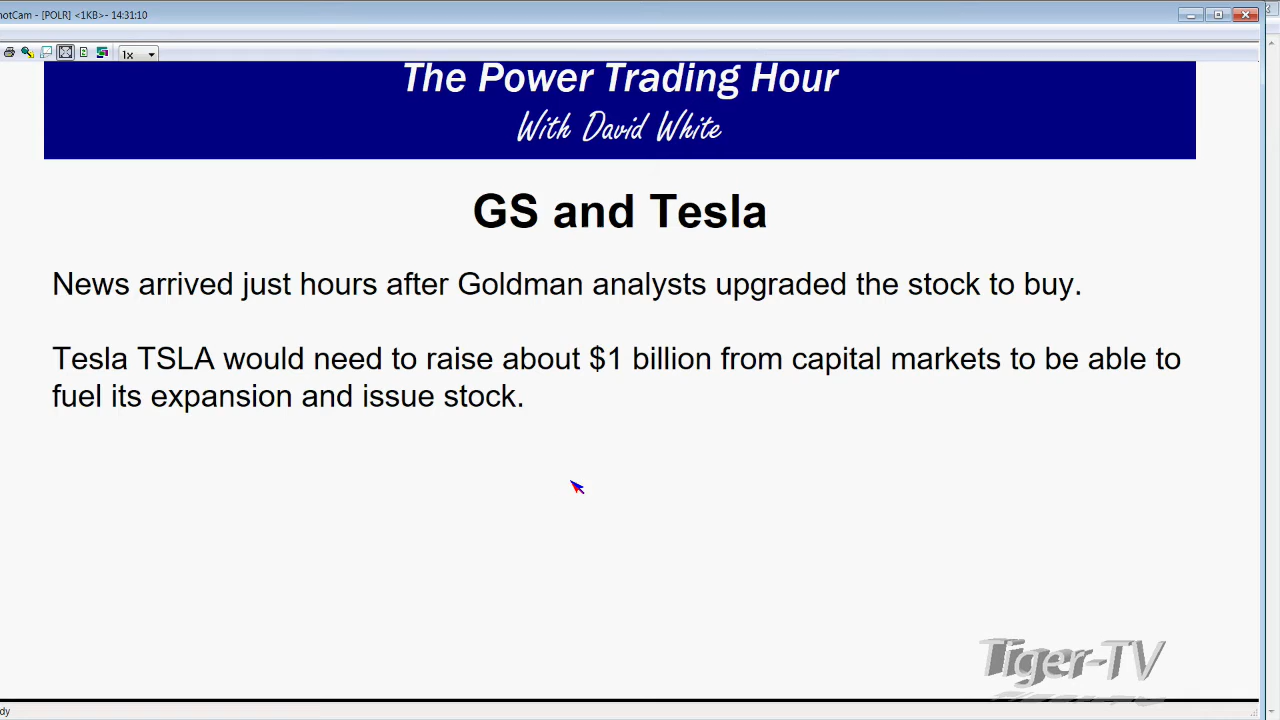 notCam - [POLR] <1KB>- 14:31:10
1x
The Power Trading Hour
With David White
GS and Tesla
News arrived just hours after Goldman analysts upgraded the stock to buy.
Tesla TSLA would need to raise about $1 billion from capital markets to be able to
fuel its expansion and issue stock.
Tiger-TV
dy